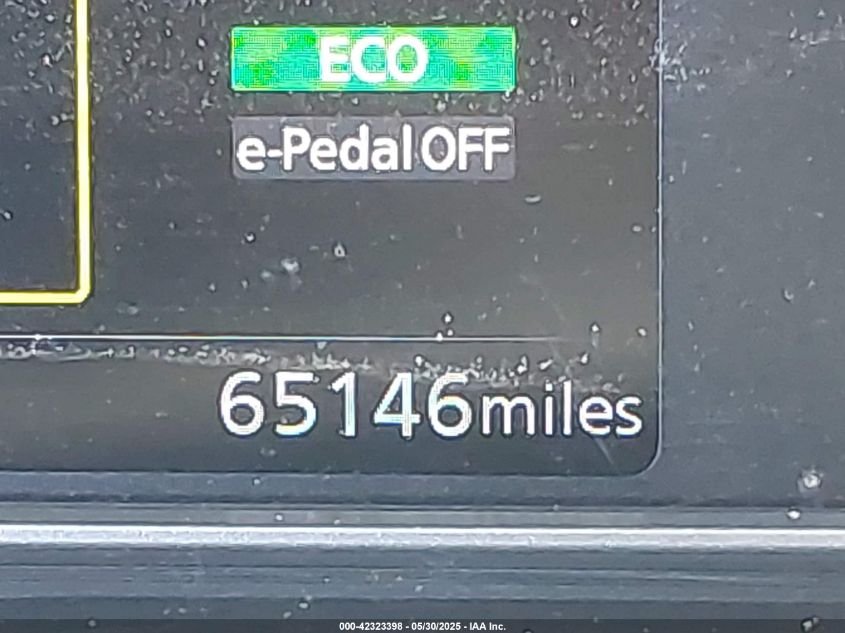 ECO
e-Pedal OFF
65146miles
000-42323398 - 05/30/2025 - IAA Inc.